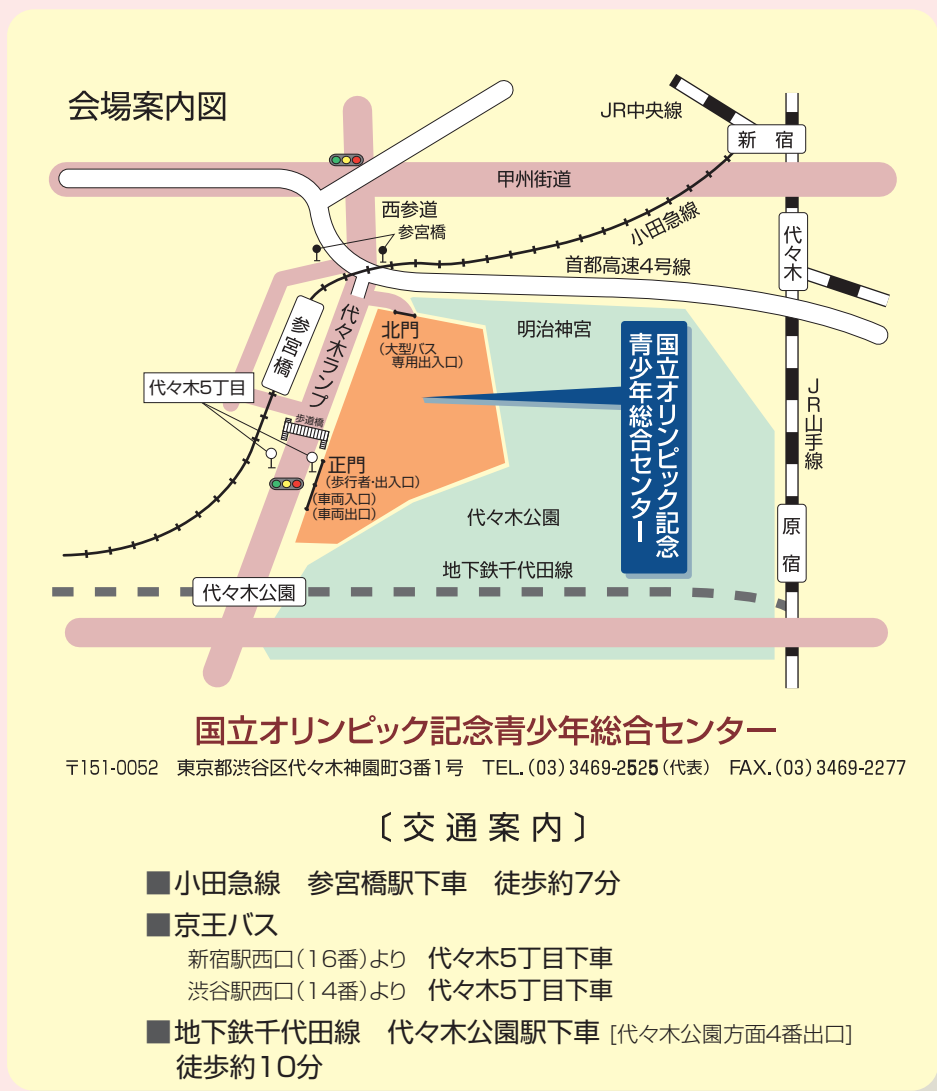 会場案内図
JR中央線
新 宿
甲州街道
西参道
参宮橋
小田急線
代々木
首都高速4号線
参宮橋
代々木ランプ
北門
(大型バス
専用出入口)
明治神宮
国立オリンピック記念
青少年総合センター
JR山手線
代々木5丁目
歩道橋
正門
(歩行者・出入口)
(車両入口)
(車両出口)
代々木公園
原 宿
地下鉄千代田線
代々木公園
国立オリンピック記念青少年総合センター
〒151-0052 東京都渋谷区代々木神園町3番1号 TEL.(03)3469-2525(代表) FAX.(03)3469-2277
〔交通案内〕
■小田急線 参宮橋駅下車 徒歩約7分
■京王バス
新宿駅西口(16番)より 代々木5丁目下車
渋谷駅西口(14番)より 代々木5丁目下車
■地下鉄千代田線 代々木公園駅下車 [代々木公園方面4番出口]
徒歩約10分